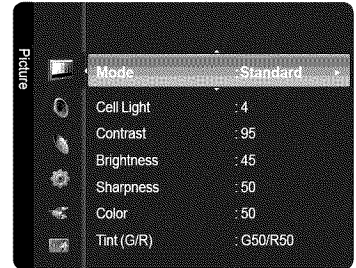 Picture
Mode :Standard
Cell Light : 4
Contrast : 95
Brightness : 45
Sharpness : 50
Color : 50
Tint (G/R) : G50/R50